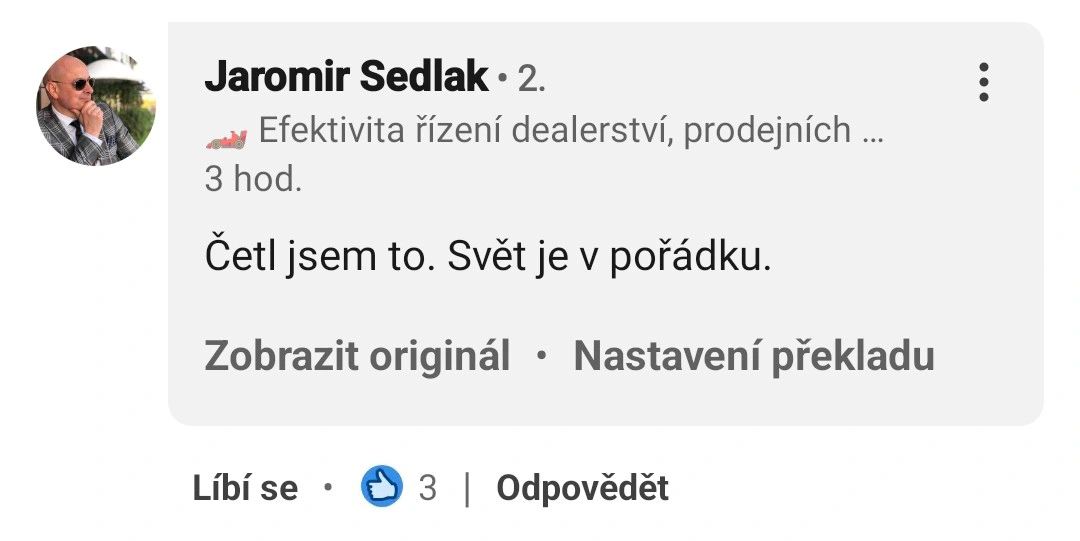 Jaromir Sedlak • 2.
🏎️ Efektivita řízení dealerství, prodejních ...
3 hod.
Četl jsem to. Svět je v pořádku.
Zobrazit originál • Nastavení překladu
Líbí se • 👍 3 | Odpovědět